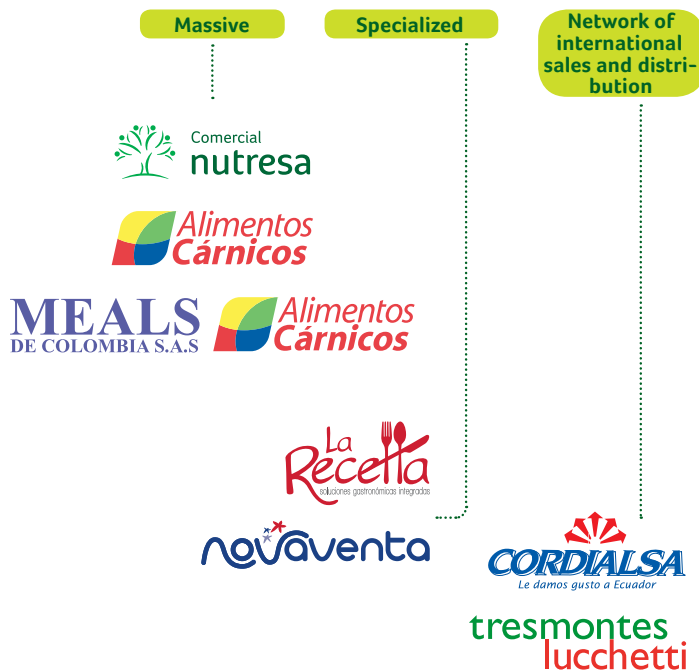 Massive
Specialized
Network of
international
sales and distri-
bution
Comercial
nutresa
Alimentos
Cárnicos
MEALS
DE COLOMBIA S.A.S
Alimentos
Cárnicos
La
Receta
soluciones gastronómicas integradas
novaventa
CORDIALSA
Le damos gusto a Ecuador
tresmontes
lucchetti